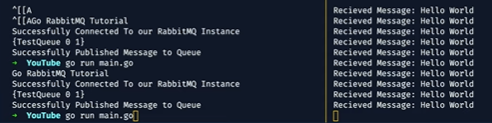 ^[[A
^[[AGo RabbitMQ Tutorial
Successfully Connected To our RabbitMQ Instance
{TestQueue 0 1}
Successfully Published Message to Queue
→ YouTube go run main.go
Go RabbitMQ Tutorial
Successfully Connected To our RabbitMQ Instance
{TestQueue 0 1}
Successfully Published Message to Queue
→ YouTube go run main.go
Recieved Message: Hello World
Recieved Message: Hello World
Recieved Message: Hello World
Recieved Message: Hello World
Recieved Message: Hello World
Recieved Message: Hello World
Recieved Message: Hello World
Recieved Message: Hello World
Recieved Message: Hello World
Recieved Message: Hello World